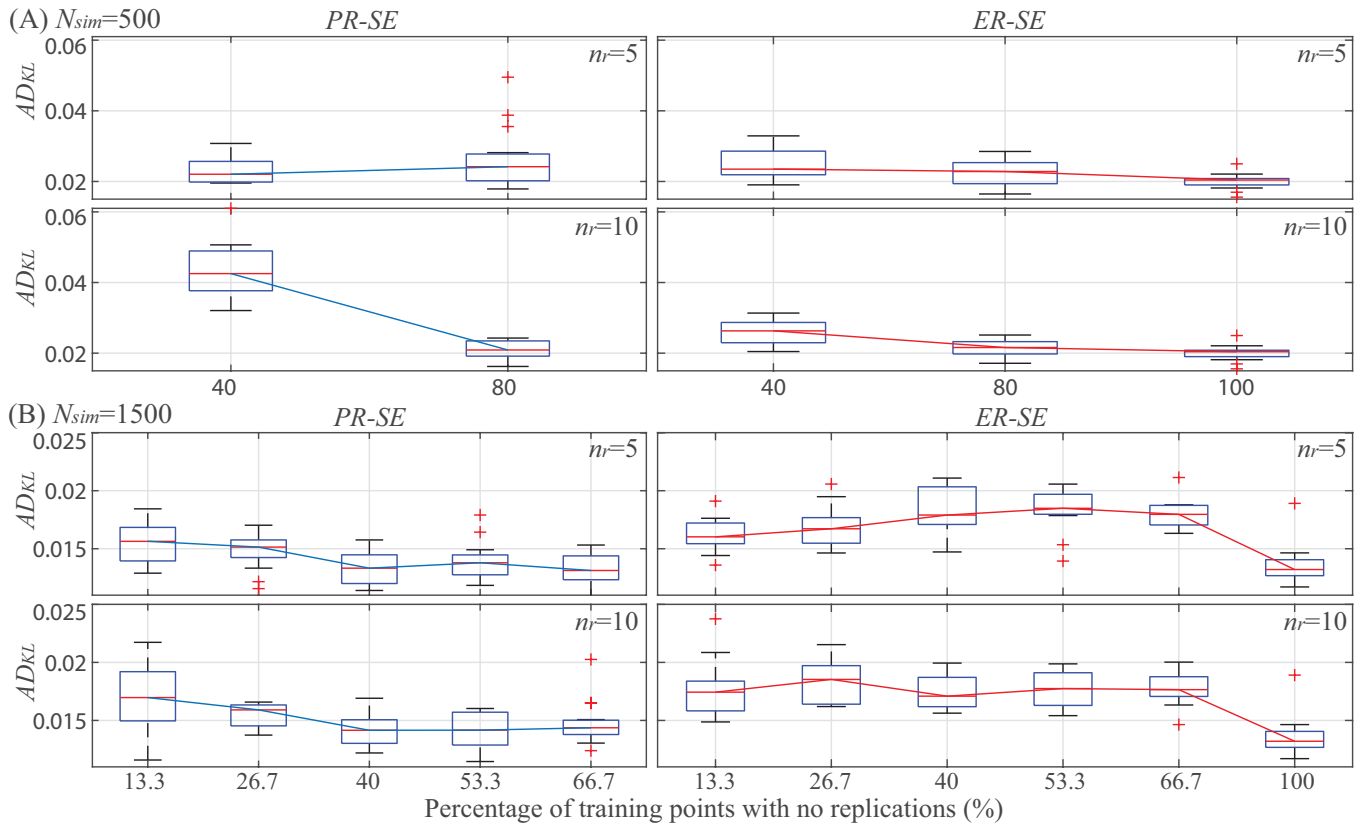 (A) Nsim=500 PR-SE ER-SE
0.06 nr=5 nr=5
ADKL
0.04
0.02
0.06 nr=10 nr=10
ADKL
0.04
0.02
40 80 40 80 100
(B) Nsim=1500 PR-SE ER-SE
0.025 nr=5 nr=5
ADKL
0.02
0.015
0.025 nr=10 nr=10
ADKL
0.02
0.015
13.3 26.7 40 53.3 66.7 13.3 26.7 40 53.3 66.7 100
Percentage of training points with no replications (%)